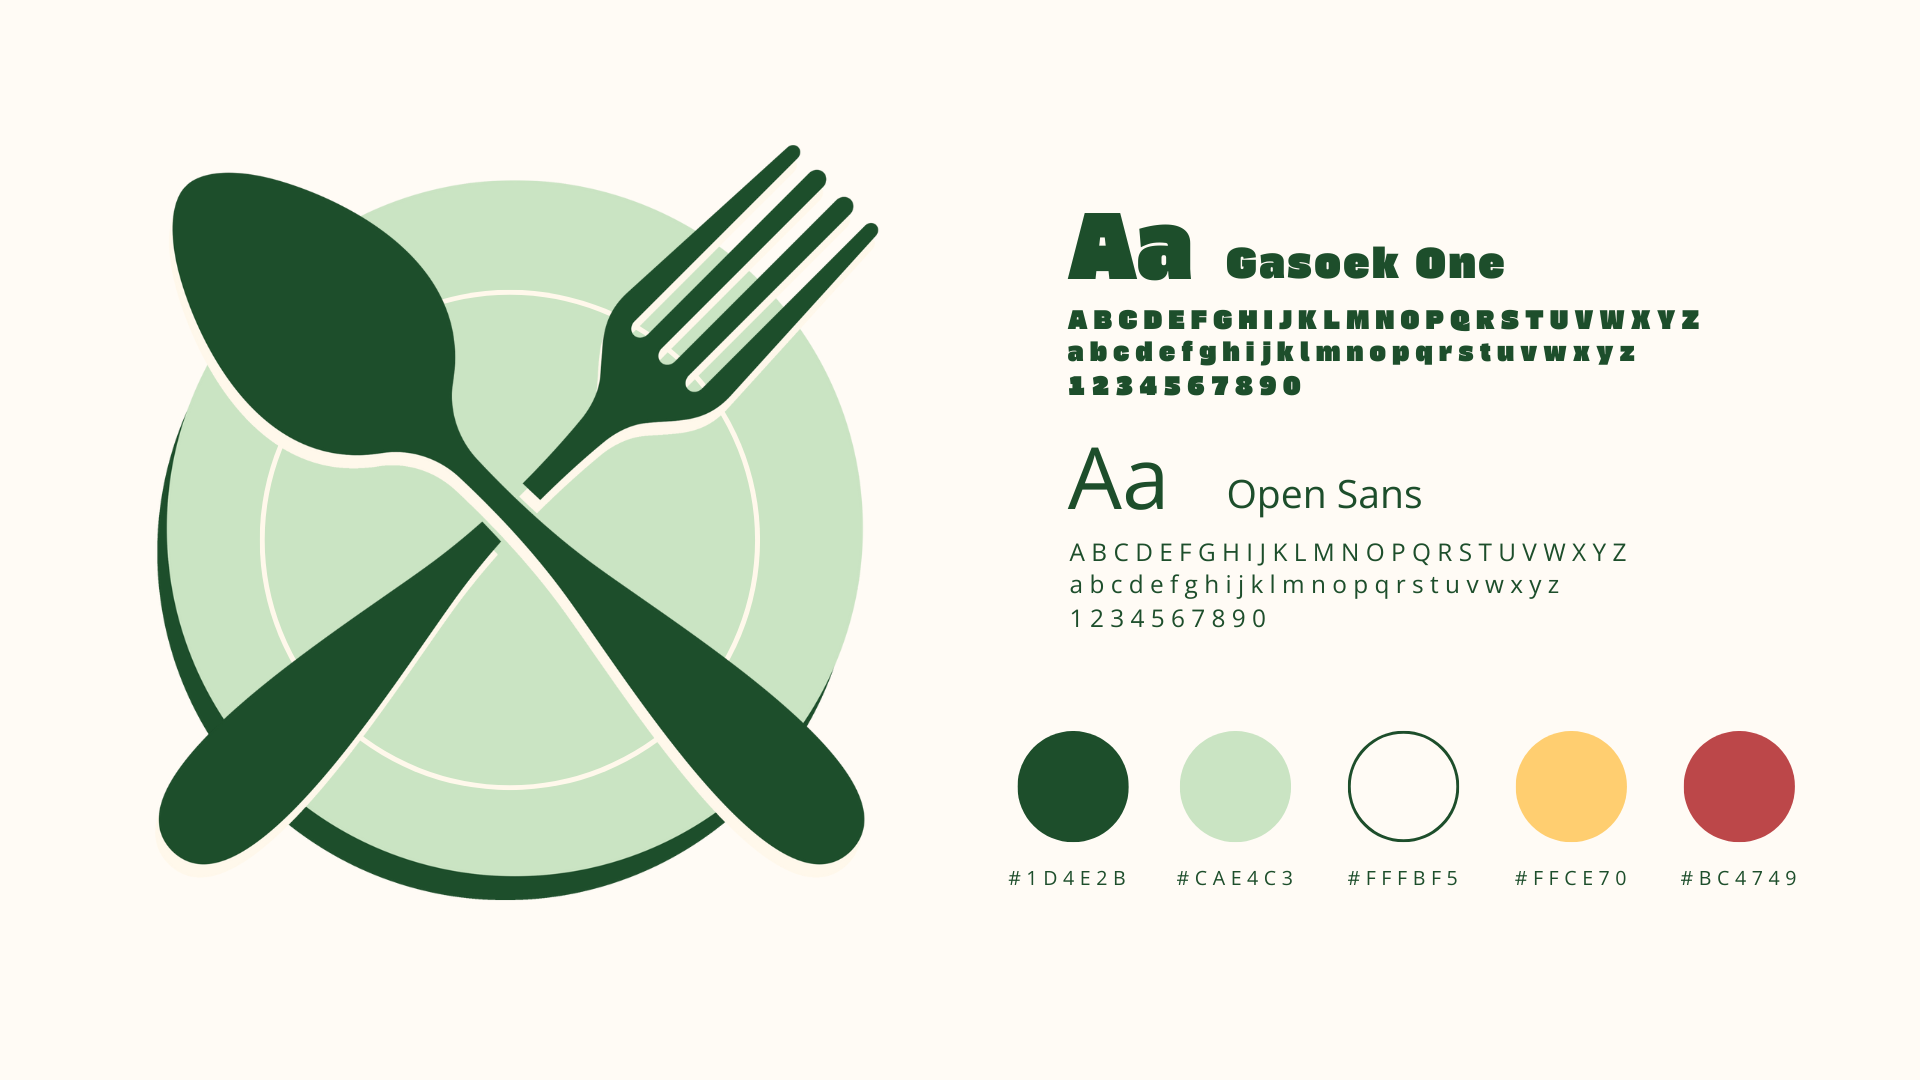 Aa Gasoek One
A B C D E F G H I J K L M N O P Q R S T U V W X Y Z
a b c d e f g h i j k l m n o p q r s t u v w x y z
1 2 3 4 5 6 7 8 9 0
Aa Open Sans
A B C D E F G H I J K L M N O P Q R S T U V W X Y Z
a b c d e f g h i j k l m n o p q r s t u v w x y z
1 2 3 4 5 6 7 8 9 0
#1D4E2B #CAE4C3 #FFFBF5 #FFCE70 #BC4749